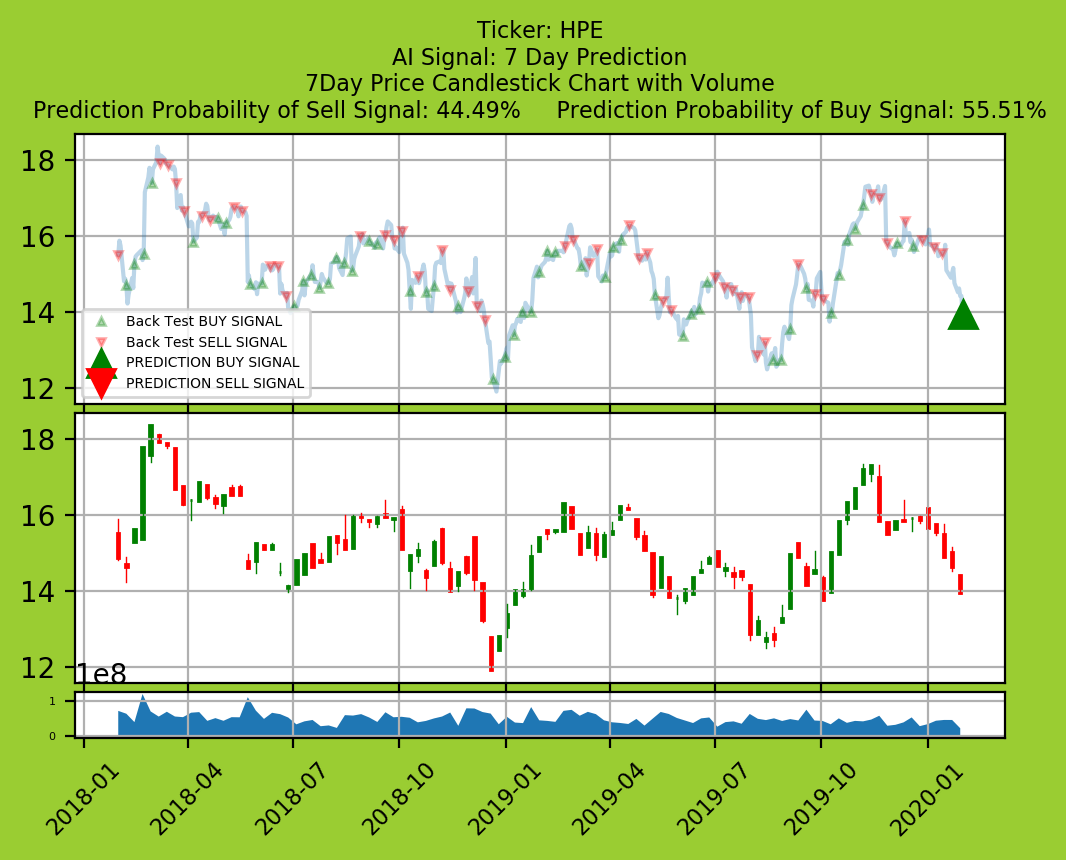 Ticker: HPE
AI Signal: 7 Day Prediction
7Day Price Candlestick Chart with Volume
Prediction Probability of Sell Signal: 44.49% Prediction Probability of Buy Signal: 55.51%
18
16
14
12
Back Test BUY SIGNAL
Back Test SELL SIGNAL
PREDICTION BUY SIGNAL
PREDICTION SELL SIGNAL
18
16
14
12
1e8
1
0
2018-01
2018-04
2018-07
2018-10
2019-01
2019-04
2019-07
2019-10
2020-01